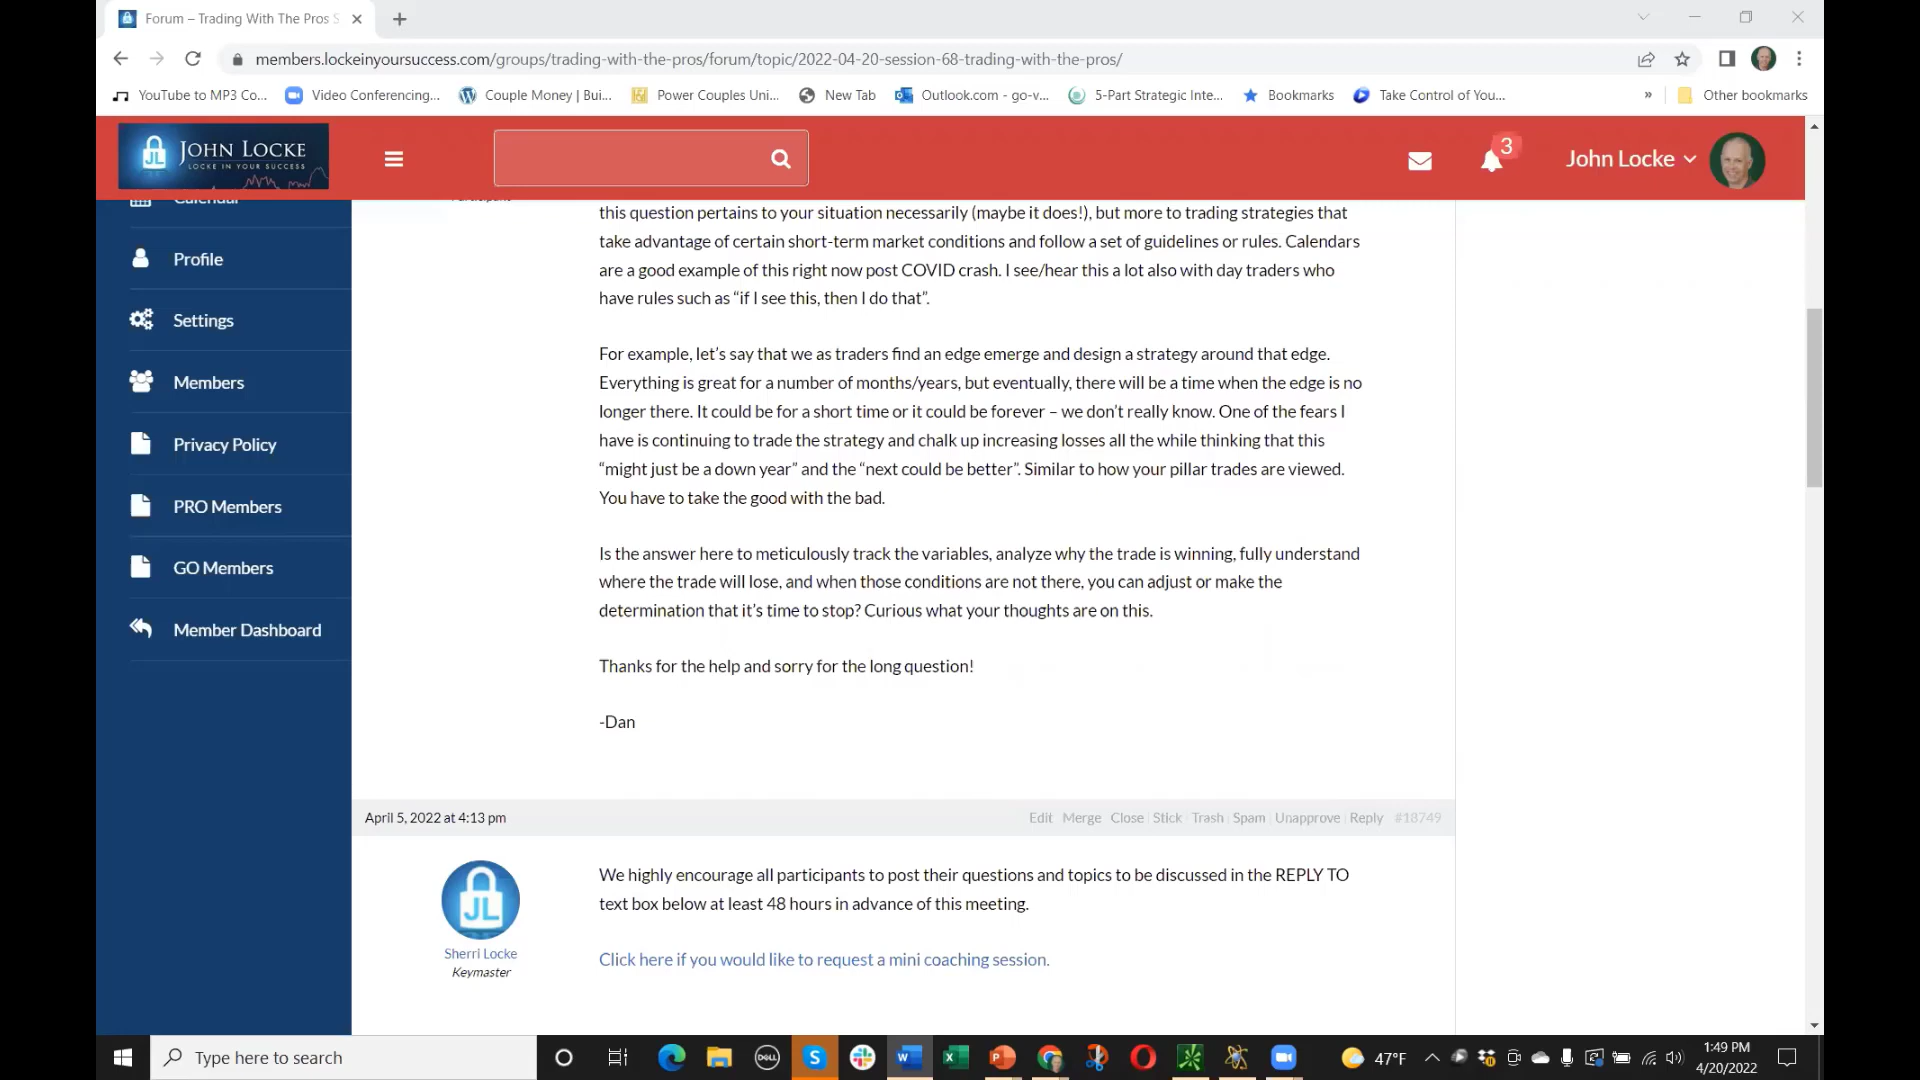 Forum – Trading With The Pros S
members.lockeinyoursuccess.com/groups/trading-with-the-pros/forum/topic/2022-04-20-session-68-trading-with-the-pros/
YouTube to MP3 Co...
Video Conferencing...
Couple Money | Bui...
Power Couples Uni...
New Tab
Outlook.com - go-v...
5-Part Strategic Inte...
Bookmarks
Take Control of You...
»
Other bookmarks
JL
JOHN LOCKE
LOCKE IN YOUR SUCCESS
3
John Locke
Calendar
Profile
Settings
Members
Privacy Policy
PRO Members
GO Members
Member Dashboard
Participant
this question pertains to your situation necessarily (maybe it does!), but more to trading strategies that
take advantage of certain short-term market conditions and follow a set of guidelines or rules. Calendars
are a good example of this right now post COVID crash. I see/hear this a lot also with day traders who
have rules such as “if I see this, then I do that”.
For example, let’s say that we as traders find an edge emerge and design a strategy around that edge.
Everything is great for a number of months/years, but eventually, there will be a time when the edge is no
longer there. It could be for a short time or it could be forever – we don’t really know. One of the fears I
have is continuing to trade the strategy and chalk up increasing losses all the while thinking that this
“might just be a down year” and the “next could be better”. Similar to how your pillar trades are viewed.
You have to take the good with the bad.
Is the answer here to meticulously track the variables, analyze why the trade is winning, fully understand
where the trade will lose, and when those conditions are not there, you can adjust or make the
determination that it’s time to stop? Curious what your thoughts are on this.
Thanks for the help and sorry for the long question!
-Dan
April 5, 2022 at 4:13 pm
Edit | Merge | Close | Stick | Trash | Spam | Unapprove | Reply #18749
JL
Sherri Locke
Keymaster
We highly encourage all participants to post their questions and topics to be discussed in the REPLY TO
text box below at least 48 hours in advance of this meeting.
Click here if you would like to request a mini coaching session.
Type here to search
DELL
47°F
1:49 PM
4/20/2022